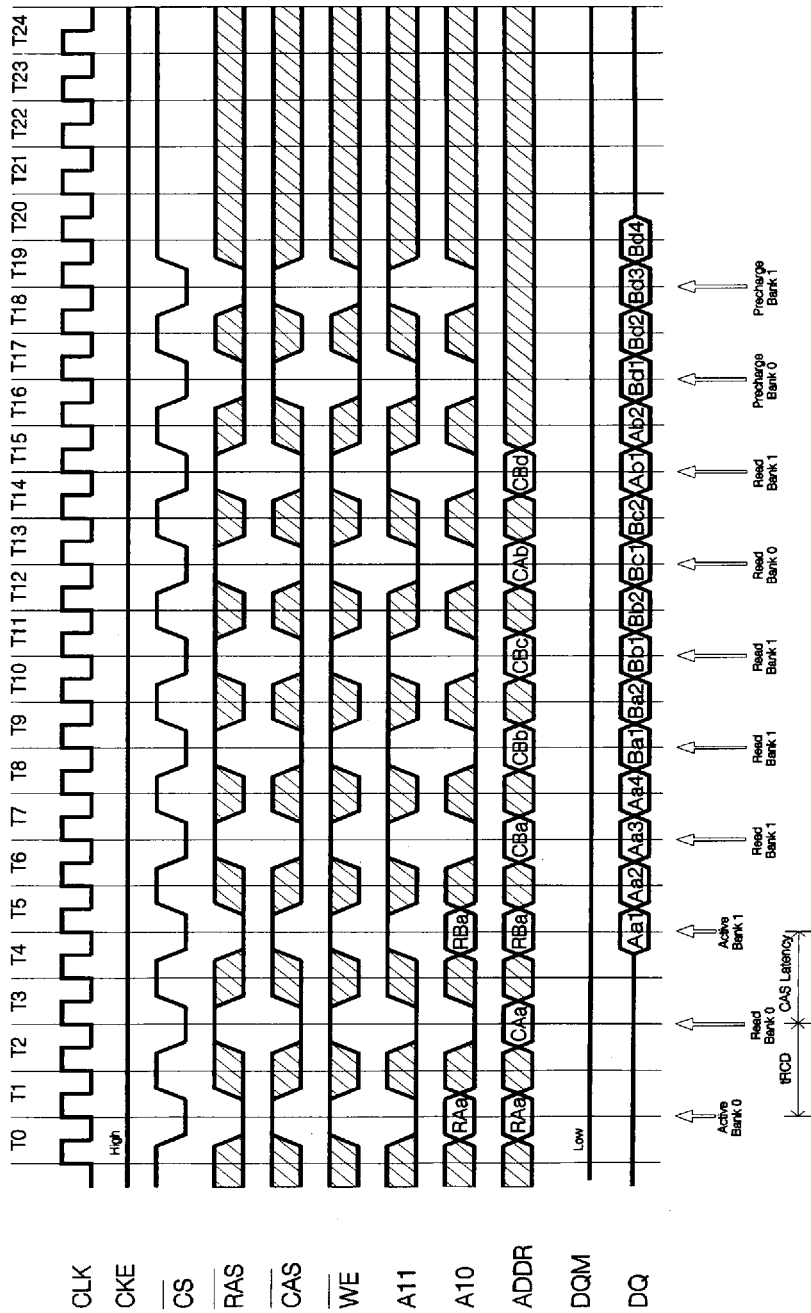 T0 T1 T2 T3 T4 T5 T6 T7 T8 T9 T10 T11 T12 T13 T14 T15 T16 T17 T18 T19 T20 T21 T22 T23 T24
CLK
CKE
High
CS
RAS
CAS
WE
A11
A10
RAa RBa
ADDR
RAa CAa RBa CBa CBb CBc CAb CBd
DQM
Low
DQ
Aa1 Aa2 Aa3 Aa4 Ba1 Ba2 Bb1 Bb2 Bc1 Bc2 Ab1 Ab2 Bd1 Bd2 Bd3 Bd4
Active
Bank 0
Read
Bank 0
Active
Bank 1
Read
Bank 1
Read
Bank 1
Read
Bank 1
Read
Bank 0
Read
Bank 1
Precharge
Bank 0
Precharge
Bank 1
tRCD
CAS Latency